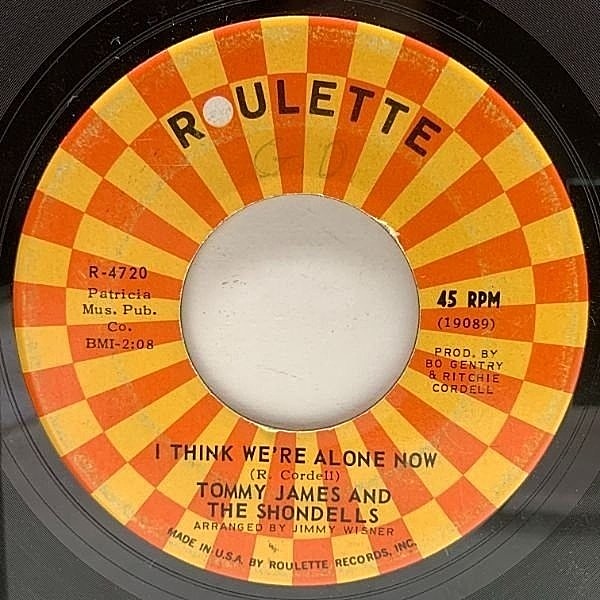 ROULETTE
G.D.
R-4720
Patricia
Mus. Pub.
Co.
BMI-2:08
45 RPM
(19089)
PROD. BY
BO GENTRY
& RITCHIE
CORDELL
I THINK WE'RE ALONE NOW
(R. Cordell)
TOMMY JAMES AND
THE SHONDELLS
ARRANGED BY JIMMY WISNER
MADE IN U.S.A. BY ROULETTE RECORDS, INC.